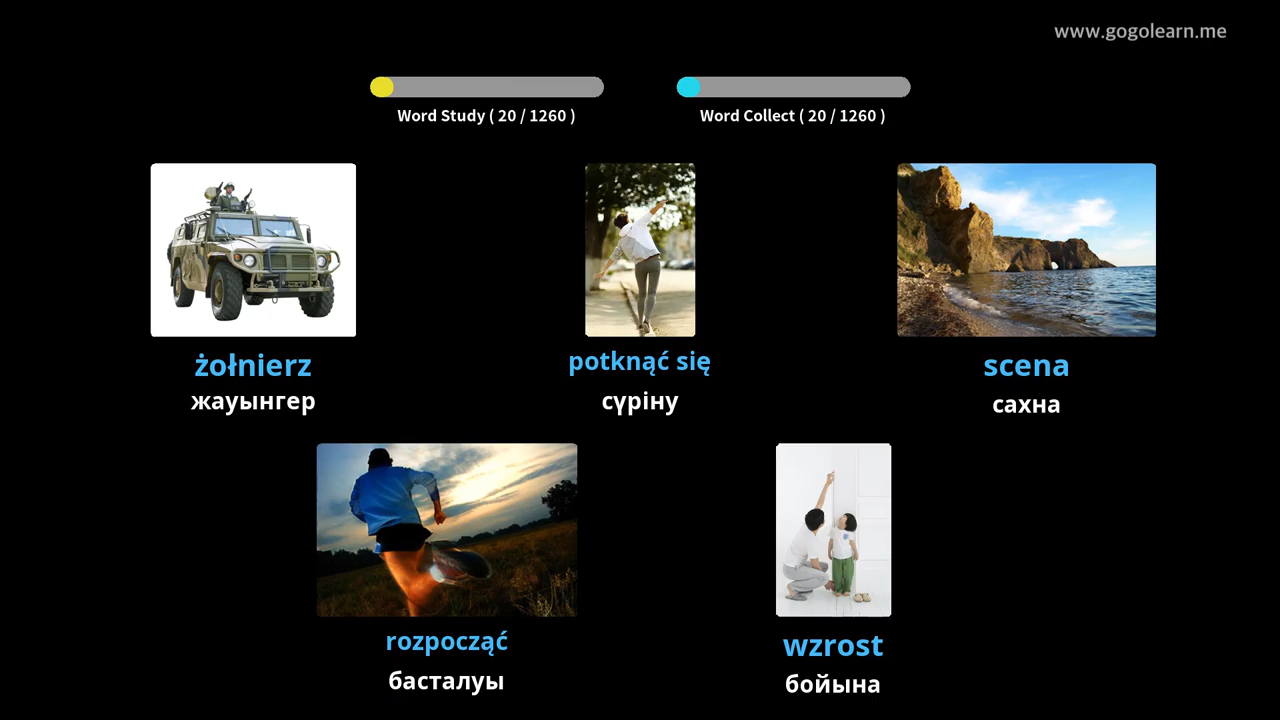 www.gogolearn.me
Word Study ( 20 / 1260 )
Word Collect ( 20 / 1260 )
żołnierz
жауынгер
potknąć się
сүріну
scena
сахна
rozpocząć
басталуы
wzrost
бойына